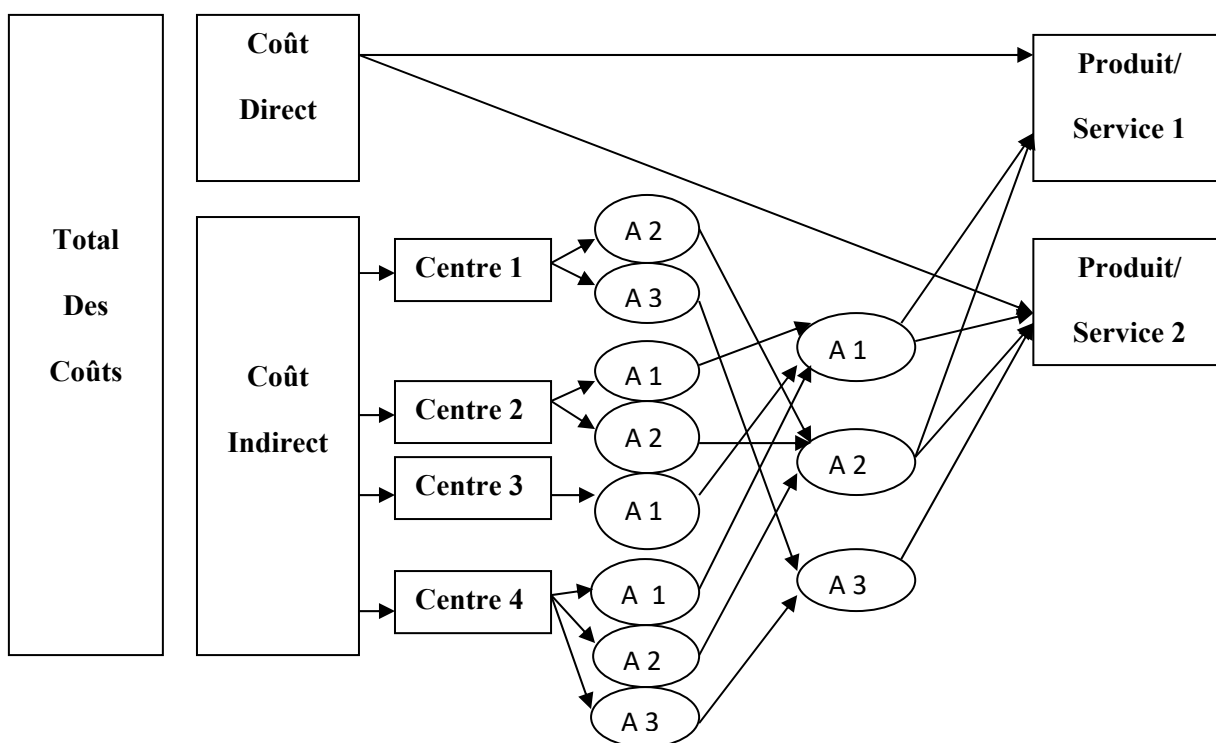 Total
Des
Coûts
Coût
Direct
Coût
Indirect
Centre 1
Centre 2
Centre 3
Centre 4
A 2
A 3
A 1
A 2
A 1
A 1
A 2
A 3
A 1
A 2
A 3
Produit/
Service 1
Produit/
Service 2